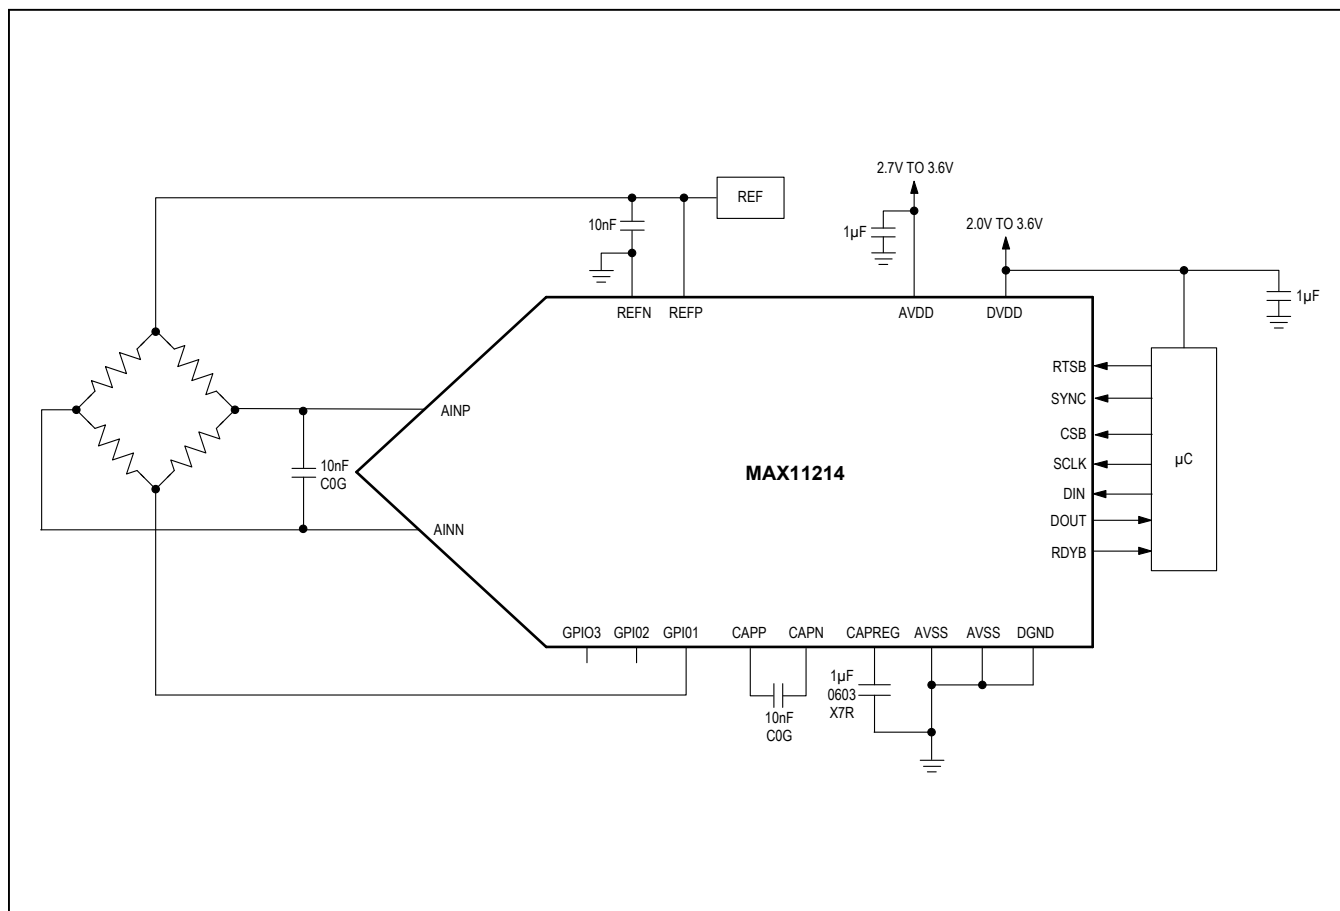 2.7V TO 3.6V
REF
10nF
1µF
2.0V TO 3.6V
1µF
REFN
REFP
AVDD
DVDD
RTSB
SYNC
CSB
SCLK
DIN
DOUT
RDYB
µC
AINP
10nF
C0G
MAX11214
AINN
GPIO3
GPI02
GPI01
CAPP
CAPN
CAPREG
AVSS
AVSS
DGND
1µF
0603
X7R
10nF
C0G